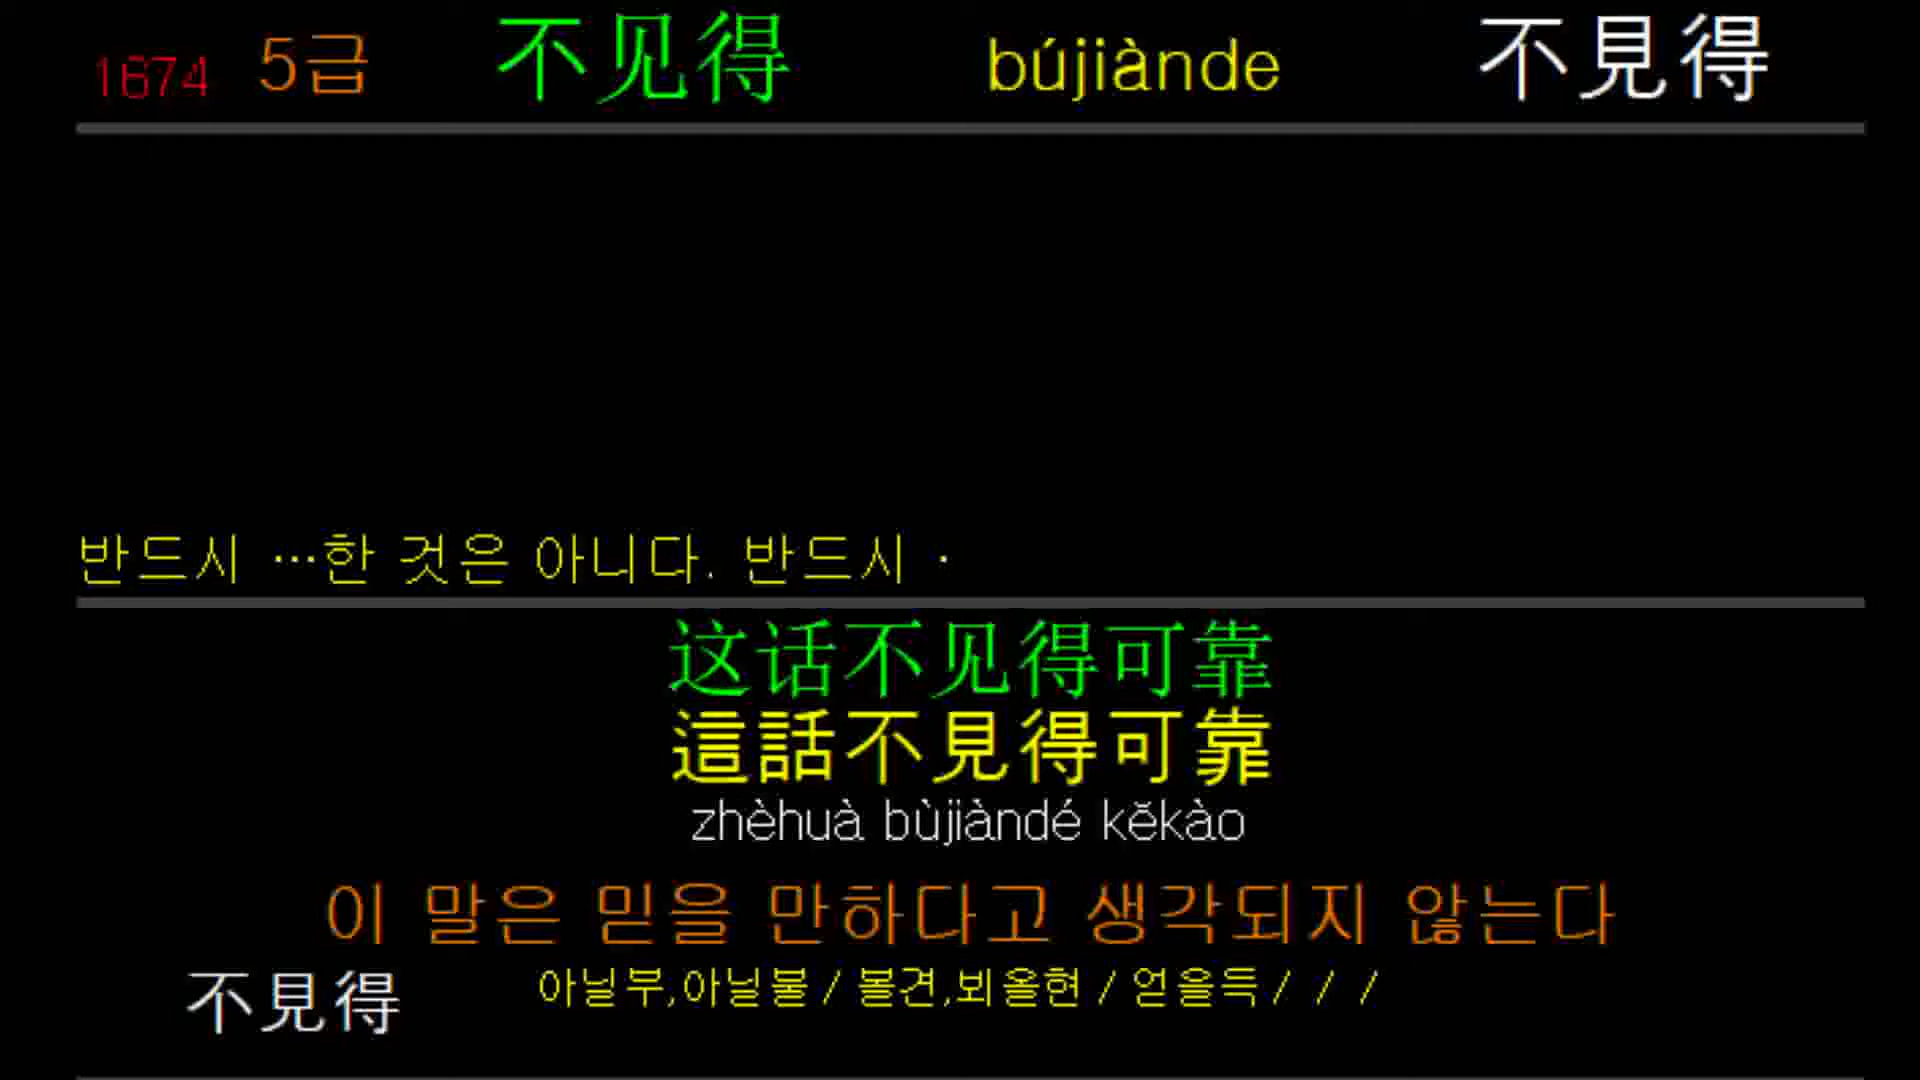 1674 5급 不见得 bújiànde 不見得
반드시 …한 것은 아니다. 반드시 ·
这话不见得可靠
這話不見得可靠
zhèhuà bùjiàndé kĕkào
이 말은 믿을 만하다고 생각되지 않는다
不見得 아닐부,아닐불 / 볼견,뵈올현 / 얻을득 / / /